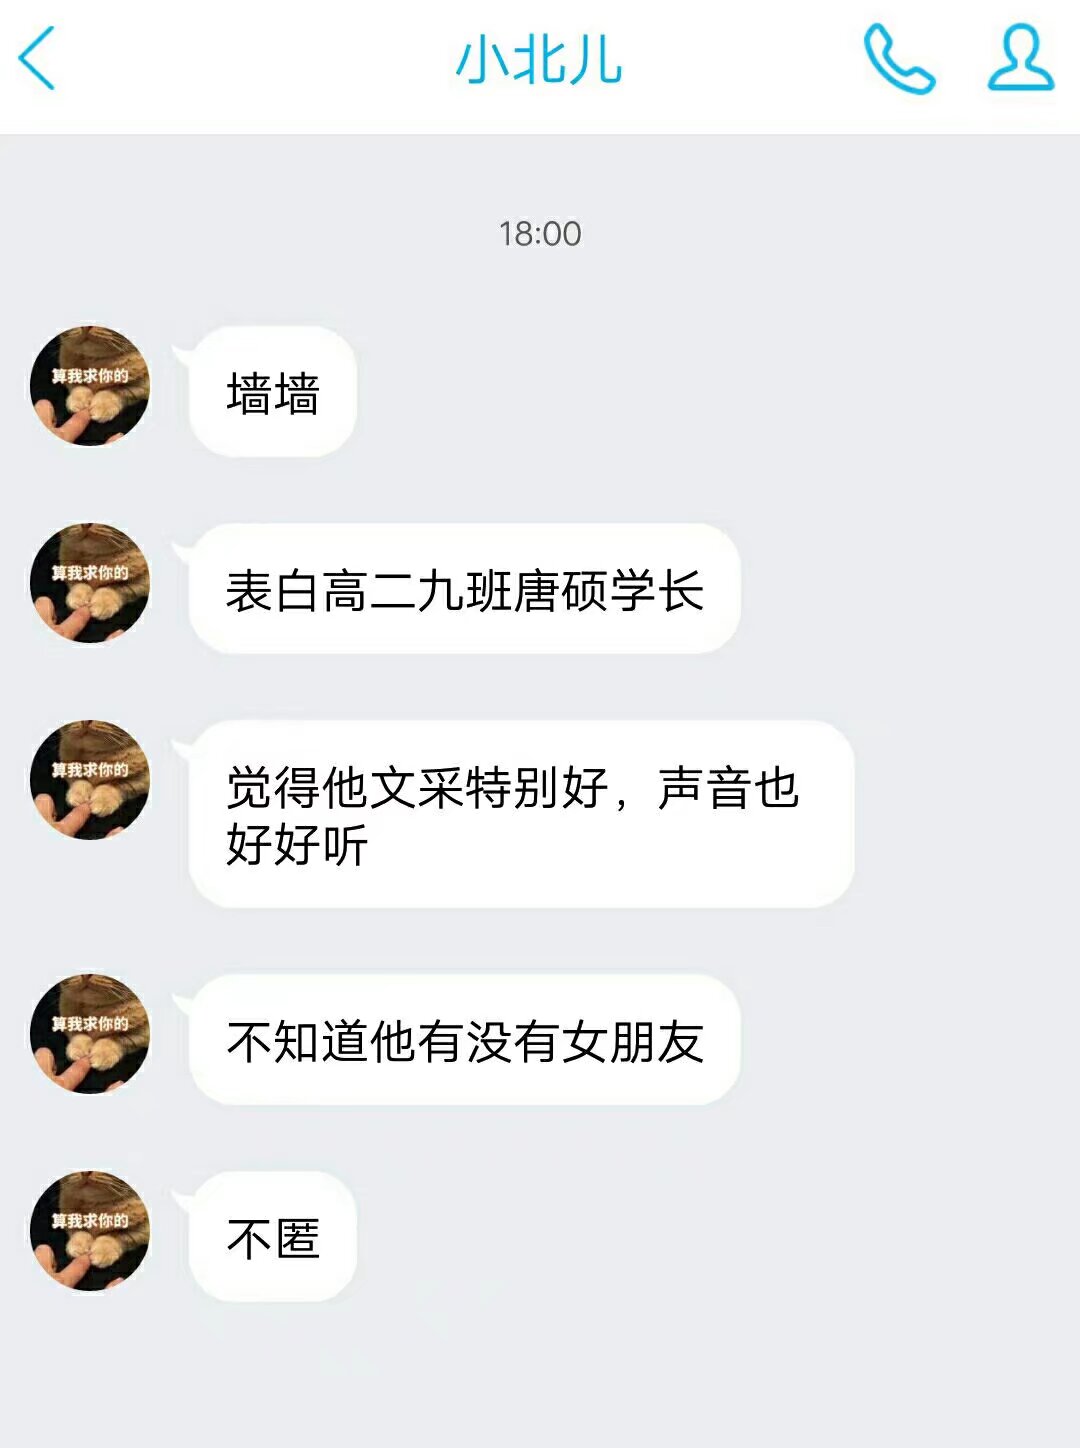 小北儿
18:00
算我求你的
墙墙
算我求你的
表白高二九班唐硕学长
算我求你的
觉得他文采特别好，声音也
好好听
算我求你的
不知道他有没有女朋友
算我求你的
不匿